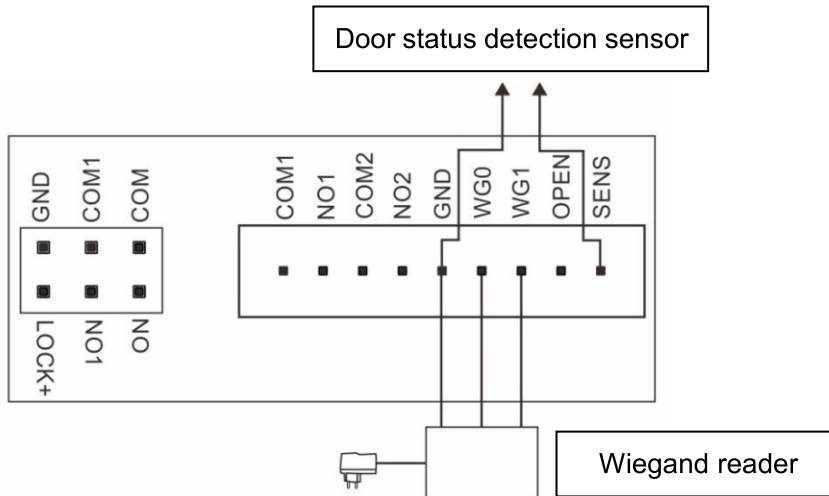 Door status detection sensor
GND
COM1
COM
LOCK+
NO1
NO
COM1
NO1
COM2
NO2
GND
WG0
WG1
OPEN
SENS
Wiegand reader